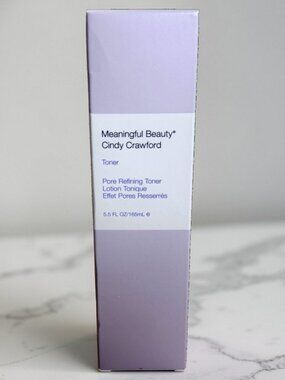 Meaningful Beauty®
Cindy Crawford
Toner
Pore Refining Toner
Lotion Tonique
Effet Pores Resserrés
5.5 FL OZ/165mL ℮